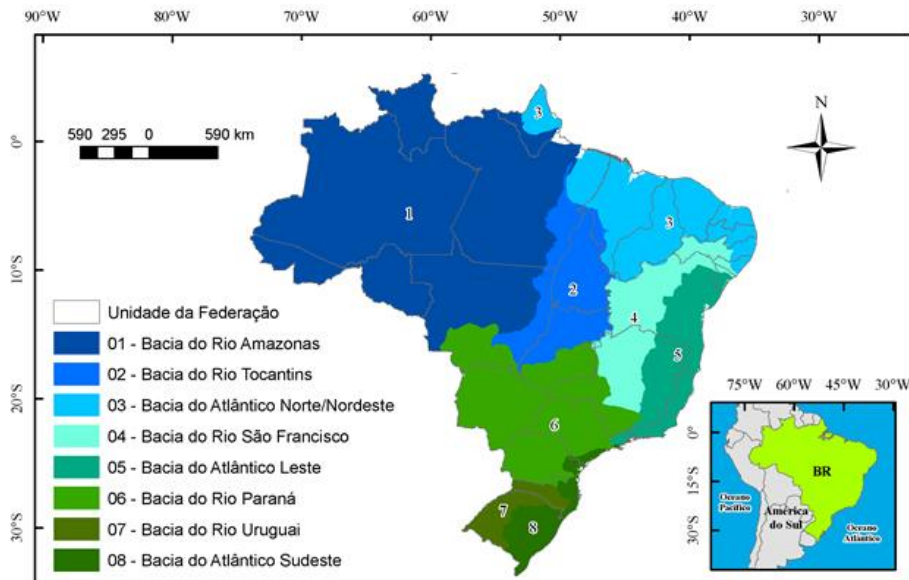 90°W 80°W 70°W 60°W 50°W 40°W 30°W
590 295 0 590 km
N
0°
10°S
20°S
30°S
3
1
3
2
4
5
6
7
8
Unidade da Federação
01 - Bacia do Rio Amazonas
02 - Bacia do Rio Tocantins
03 - Bacia do Atlântico Norte/Nordeste
04 - Bacia do Rio São Francisco
05 - Bacia do Atlântico Leste
06 - Bacia do Rio Paraná
07 - Bacia do Rio Uruguai
08 - Bacia do Atlântico Sudeste
75°W 60°W 45°W 30°W
0°
15°S
30°S
BR
Oceano
Pacífico
América
do Sul
Oceano
Atlântico